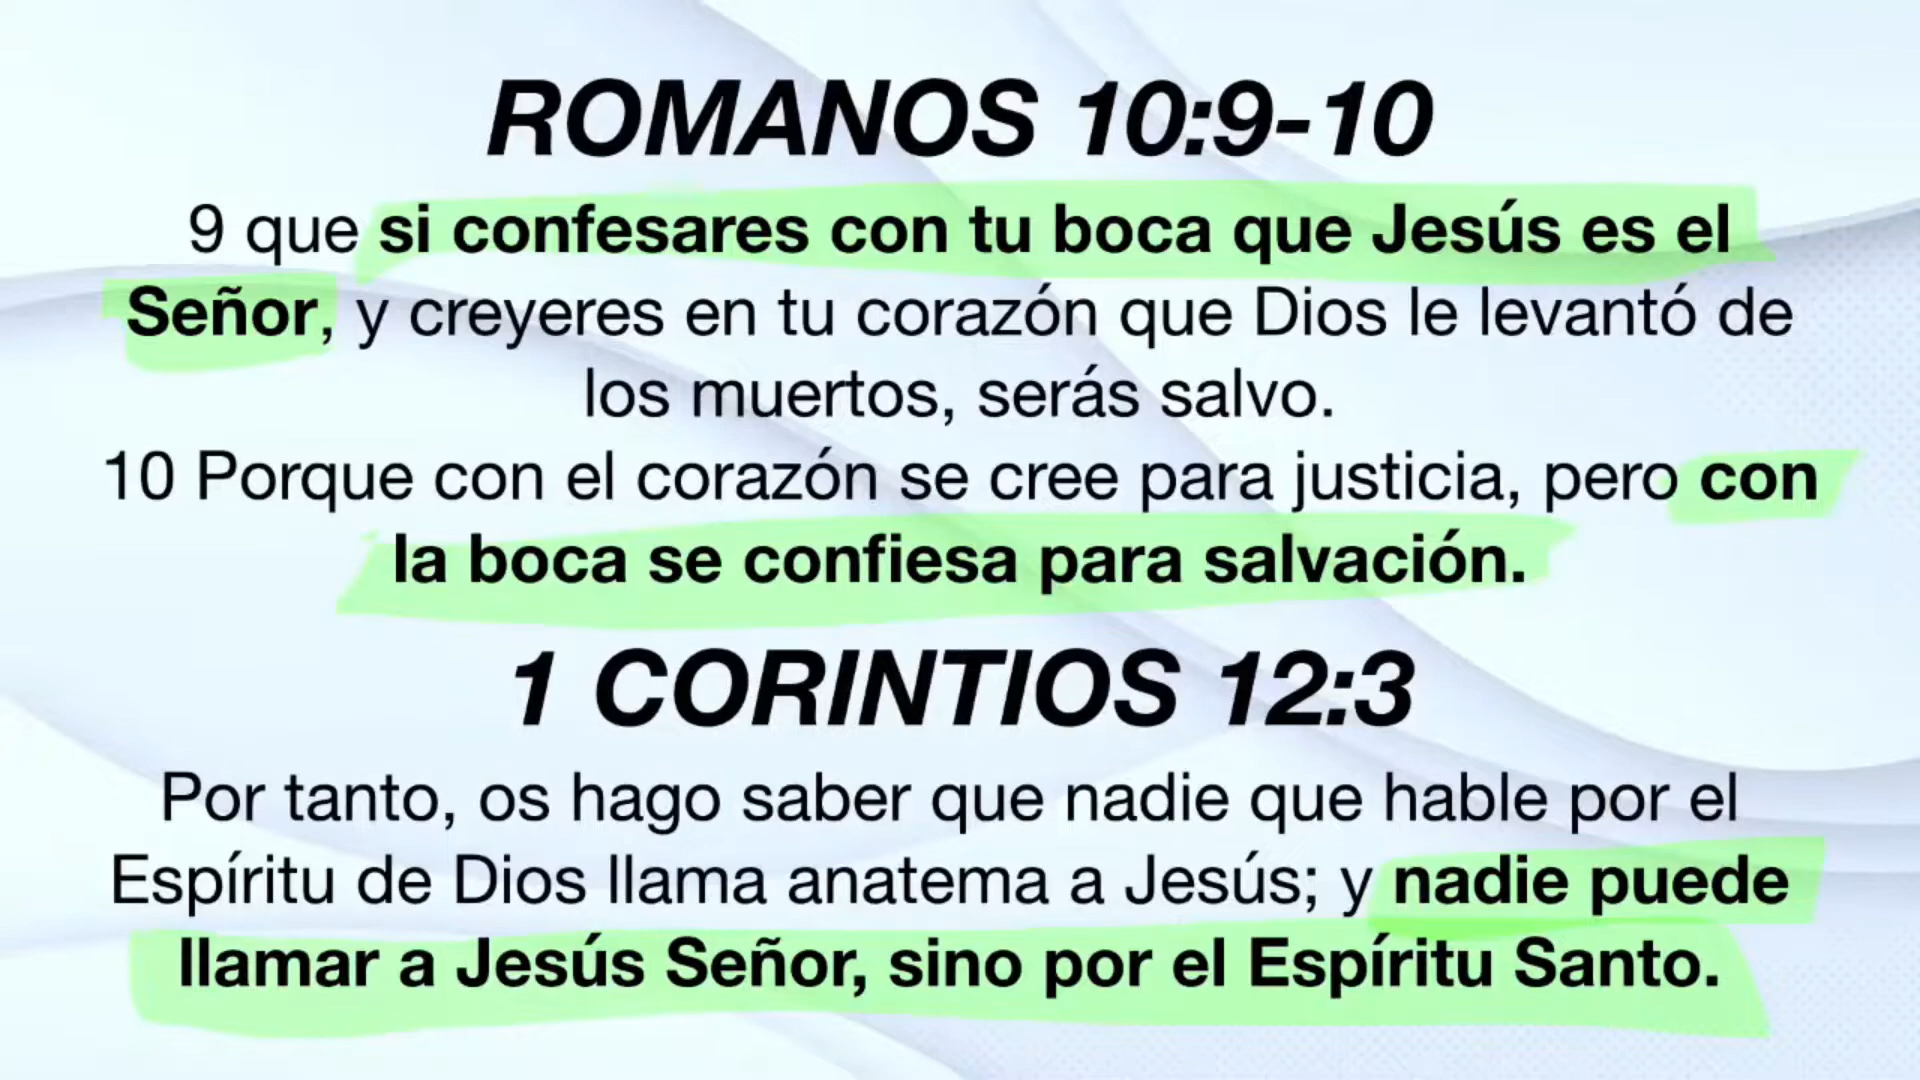 ROMANOS 10:9-10
9 que si confesares con tu boca que Jesús es el
Señor, y creyeres en tu corazón que Dios le levantó de
los muertos, serás salvo.
10 Porque con el corazón se cree para justicia, pero con
la boca se confiesa para salvación.
1 CORINTIOS 12:3
Por tanto, os hago saber que nadie que hable por el
Espíritu de Dios llama anatema a Jesús; y nadie puede
llamar a Jesús Señor, sino por el Espíritu Santo.